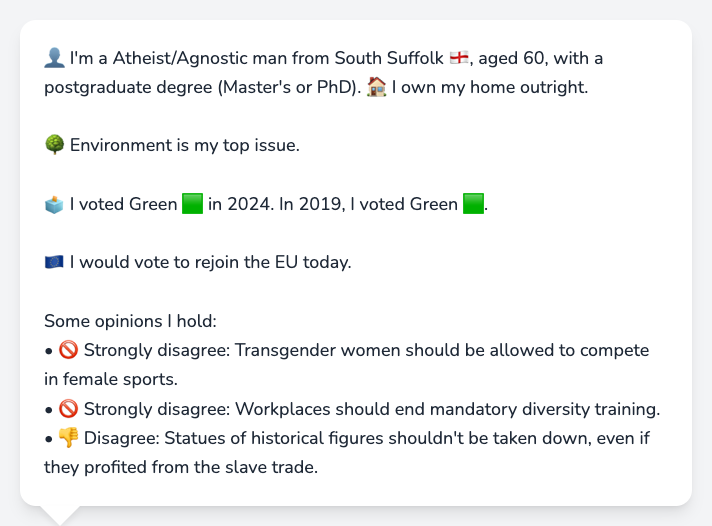 👤 I'm a Atheist/Agnostic man from South Suffolk 🏴󠁧󠁢󠁥󠁮󠁧󠁿, aged 60, with a
postgraduate degree (Master's or PhD). 🏠 I own my home outright.
🌳 Environment is my top issue.
🗳️ I voted Green 🟩 in 2024. In 2019, I voted Green 🟩.
🇪🇺 I would vote to rejoin the EU today.
Some opinions I hold:
• 🚫 Strongly disagree: Transgender women should be allowed to compete
in female sports.
• 🚫 Strongly disagree: Workplaces should end mandatory diversity training.
• 👎 Disagree: Statues of historical figures shouldn't be taken down, even if
they profited from the slave trade.